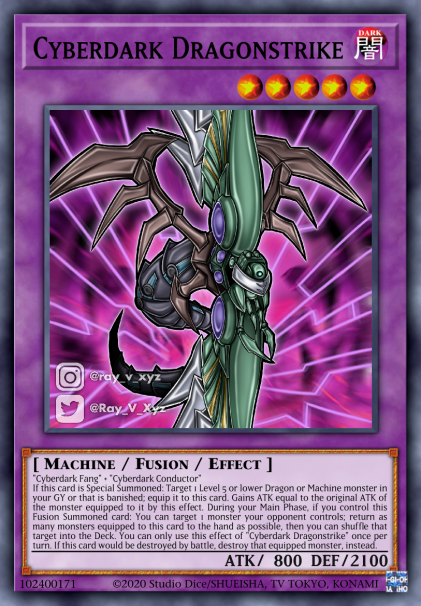 CYBERDARK DRAGONSTRIKE
DARK
闇
@ray_v_xyz
@Ray_V_Xyz
[ MACHINE / FUSION / EFFECT ]
"Cyberdark Fang" + "Cyberdark Conductor"
If this card is Special Summoned: Target 1 Level 5 or lower Dragon or Machine monster in
your GY or that is banished; equip it to this card. Gains ATK equal to the original ATK of
the monster equipped to it by this effect. During your Main Phase, if you control this
Fusion Summoned card: You can target 1 monster your opponent controls; return as
many monsters equipped to this card to the hand as possible, then you can shuffle that
target into the Deck. You can only use this effect of "Cyberdark Dragonstrike" once per
turn. If this card would be destroyed by battle, destroy that equipped monster, instead.
ATK/ 800 DEF/2100
102400171 ©2020 Studio Dice/SHUEISHA, TV TOKYO, KONAMI